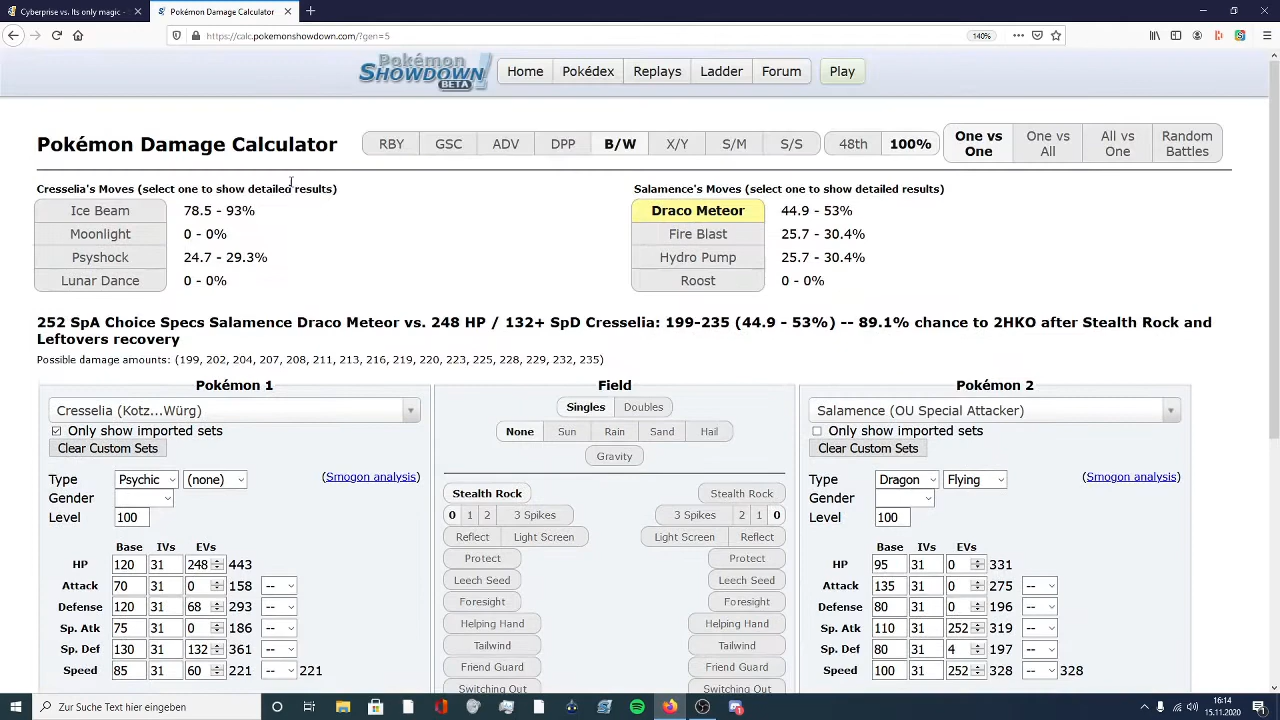 Cyberprise vs. Its only magic -
Pokémon Damage Calculator
https://calc.pokemonshowdown.com/?gen=5
140%
Pokémon SHOWDOWN! BETA
Home Pokédex Replays Ladder Forum Play
Pokémon Damage Calculator
RBY GSC ADV DPP B/W X/Y S/M S/S 48th 100%
One vs One
One vs All
All vs One
Random Battles
Cresselia's Moves (select one to show detailed results)
Ice Beam 78.5 - 93%
Moonlight 0 - 0%
Psyshock 24.7 - 29.3%
Lunar Dance 0 - 0%
Salamence's Moves (select one to show detailed results)
Draco Meteor 44.9 - 53%
Fire Blast 25.7 - 30.4%
Hydro Pump 25.7 - 30.4%
Roost 0 - 0%
252 SpA Choice Specs Salamence Draco Meteor vs. 248 HP / 132+ SpD Cresselia: 199-235 (44.9 - 53%) -- 89.1% chance to 2HKO after Stealth Rock and
Leftovers recovery
Possible damage amounts: (199, 202, 204, 207, 208, 211, 213, 216, 219, 220, 223, 225, 228, 229, 232, 235)
Pokémon 1
Cresselia (Kotz...Würg)
Only show imported sets
Clear Custom Sets
Type Psychic (none) (Smogon analysis)
Gender
Level 100
Base IVs EVs
HP 120 31 248 443
Attack 70 31 0 158 --
Defense 120 31 68 293 --
Sp. Atk 75 31 0 186 --
Sp. Def 130 31 132 361 --
Speed 85 31 60 221 -- 221
Field
Singles Doubles
None Sun Rain Sand Hail
Gravity
Stealth Rock Stealth Rock
0 1 2 3 Spikes 3 Spikes 2 1 0
Reflect Light Screen Light Screen Reflect
Protect Protect
Leech Seed Leech Seed
Foresight Foresight
Helping Hand Helping Hand
Tailwind Tailwind
Friend Guard Friend Guard
Switching Out Switching Out
Pokémon 2
Salamence (OU Special Attacker)
Only show imported sets
Clear Custom Sets
Type Dragon Flying (Smogon analysis)
Gender
Level 100
Base IVs EVs
HP 95 31 0 331
Attack 135 31 0 275 --
Defense 80 31 0 196 --
Sp. Atk 110 31 252 319 --
Sp. Def 80 31 4 197 --
Speed 100 31 252 328 -- 328
Zur Suche Text hier eingeben
16:14
15.11.2020